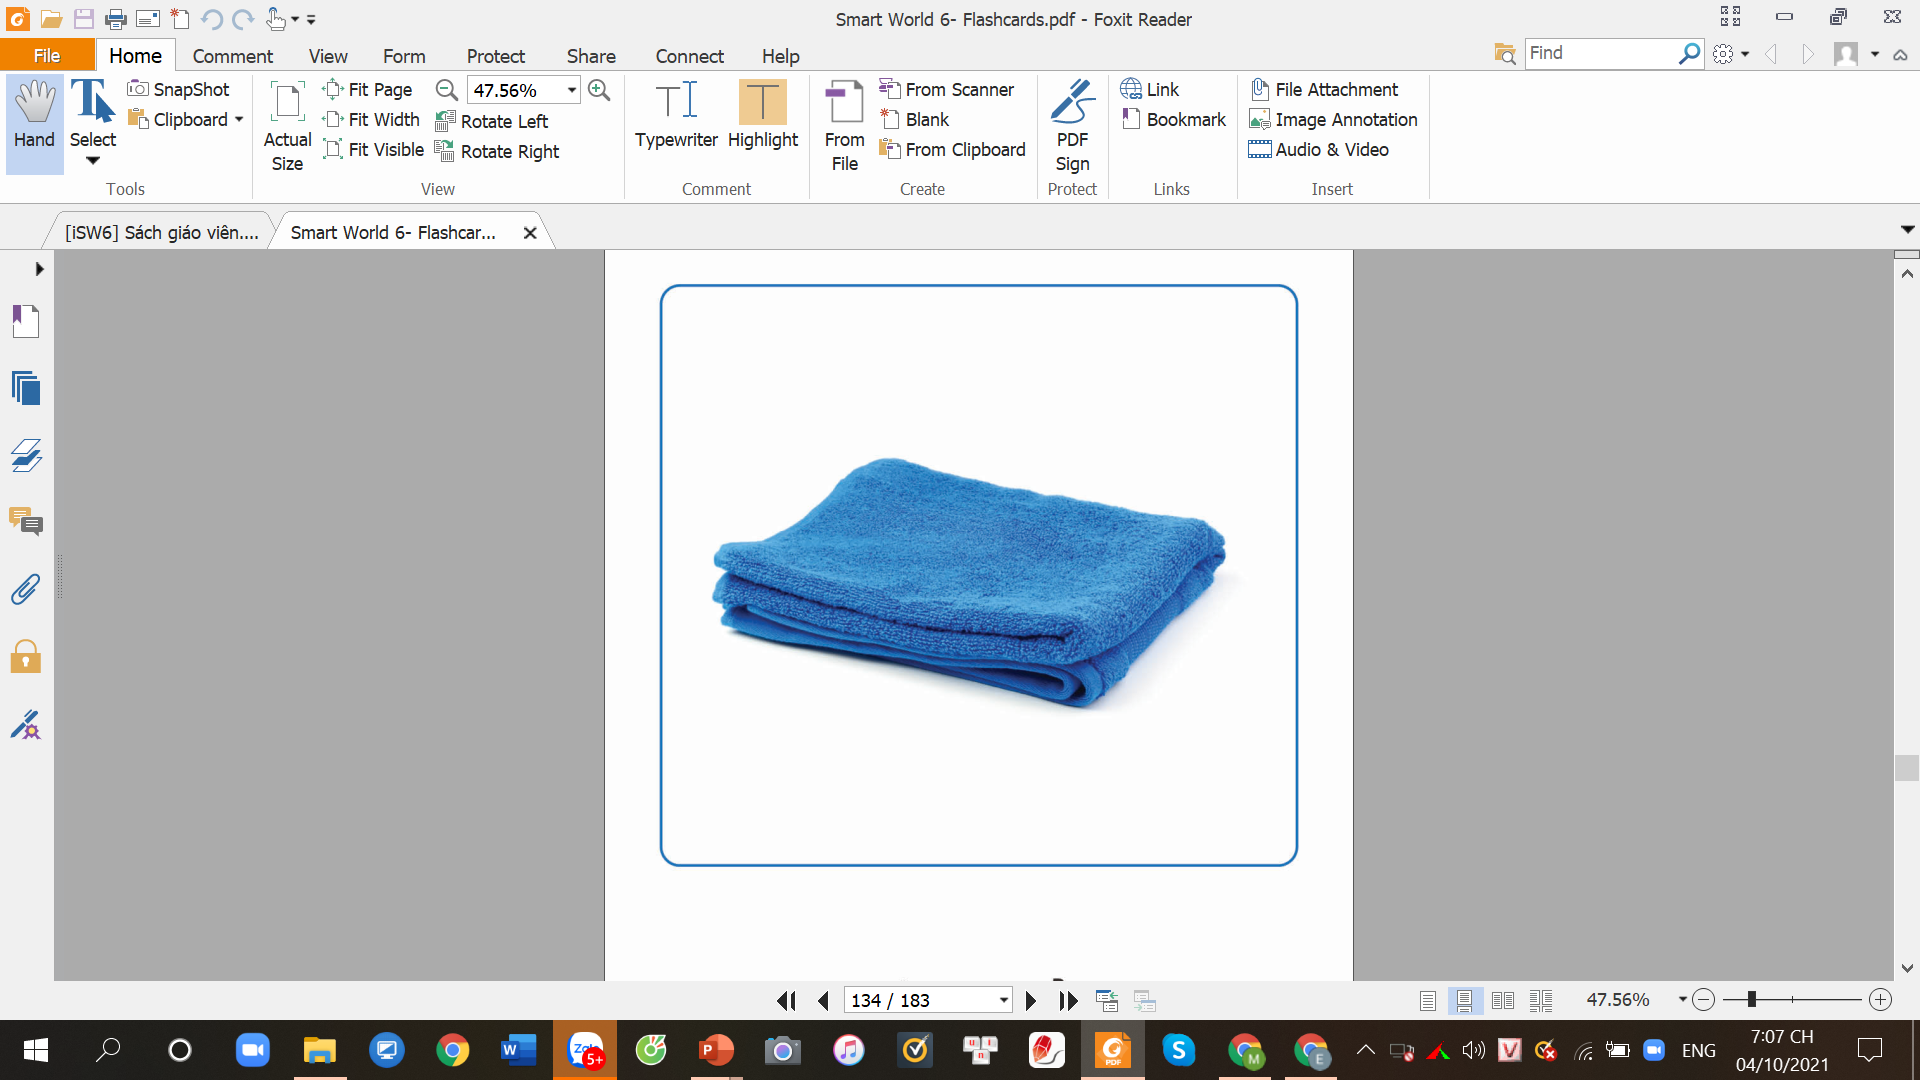 Smart World 6- Flashcards.pdf - Foxit Reader
File Home Comment View Form Protect Share Connect Help
Find
Hand
Select
SnapShot
Clipboard
Tools
Actual Size
Fit Page
Fit Width
Fit Visible
47.56%
Rotate Left
Rotate Right
View
Typewriter
Highlight
Comment
From File
From Scanner
Blank
From Clipboard
Create
PDF Sign
Protect
Link
Bookmark
Links
File Attachment
Image Annotation
Audio & Video
Insert
[iSW6] Sách giáo viên....
Smart World 6- Flashcar...
134 / 183
47.56%
Zalo
5+
ENG
7:07 CH
04/10/2021